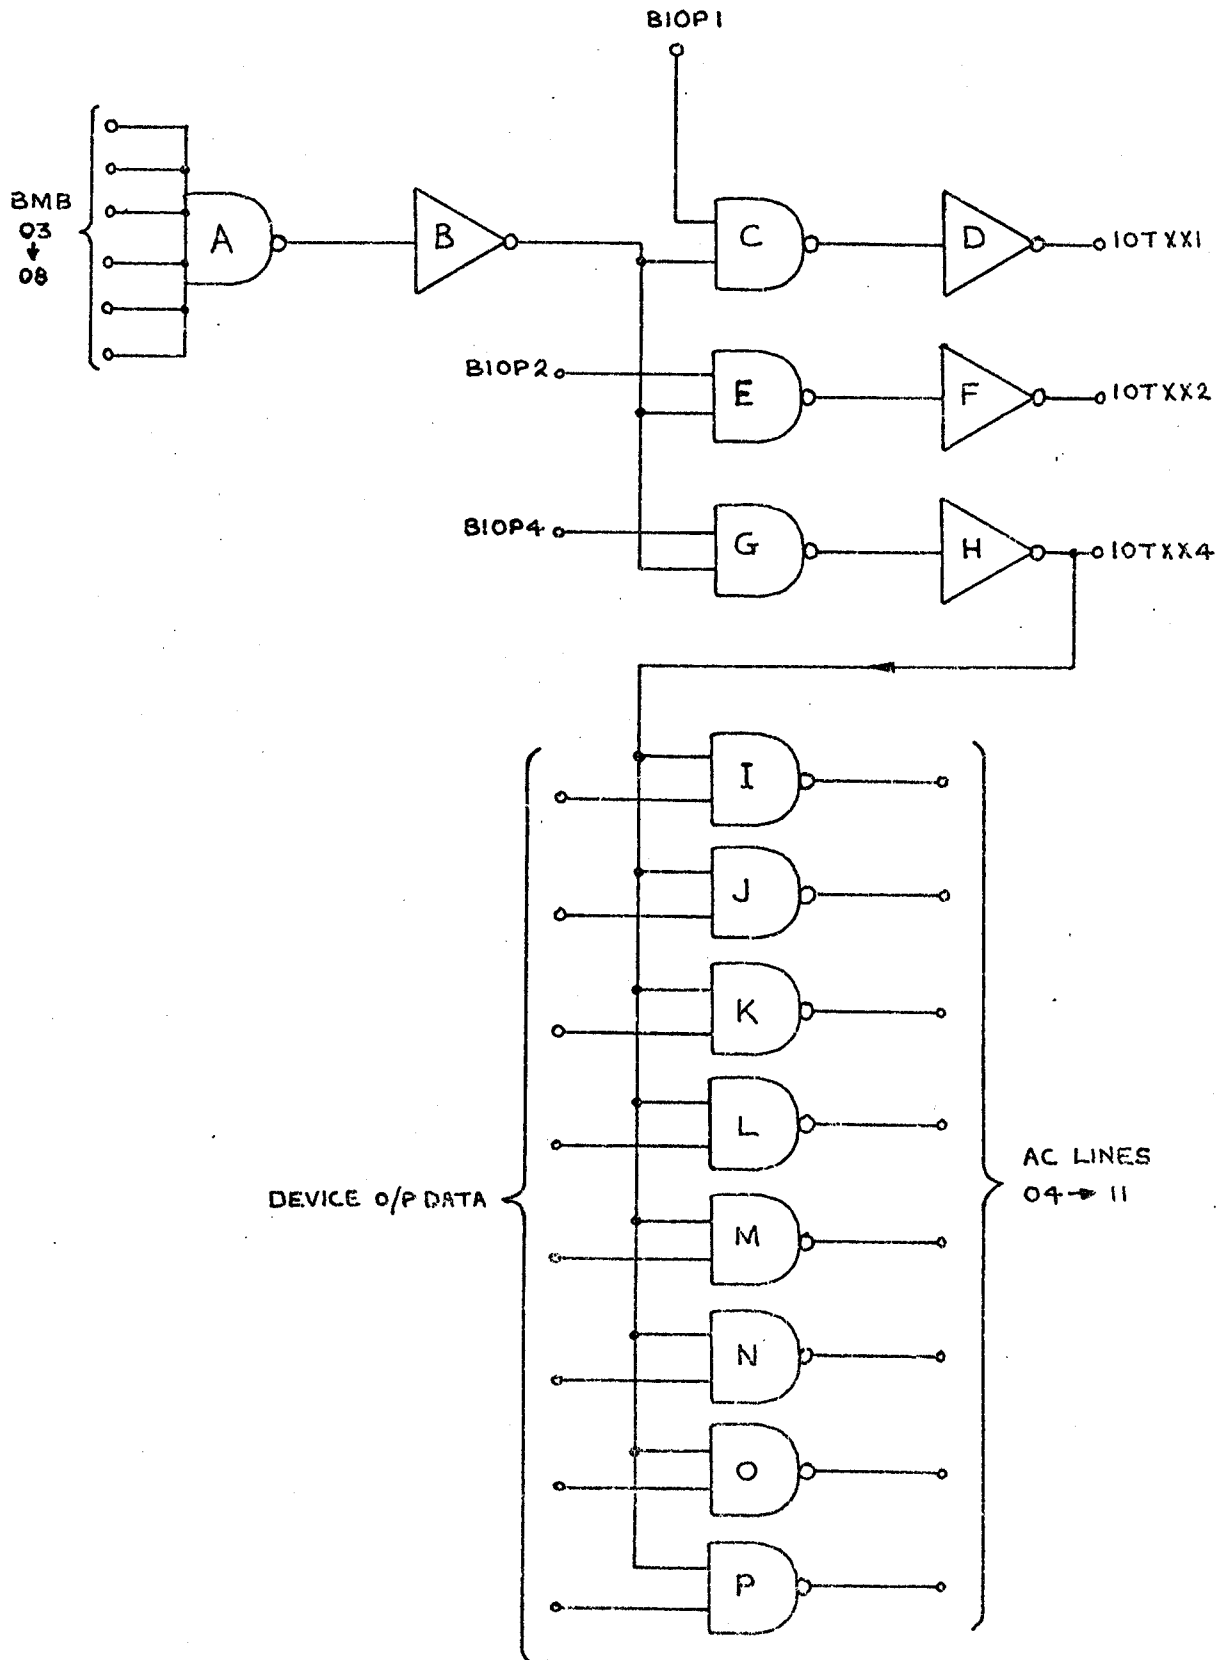 BIOP1
BMB
03
↓
08
A
B
C
D
IOTXX1
BIOP2
E
F
IOTXX2
BIOP4
G
H
IOTXX4
I
J
K
L
M
N
O
P
DEVICE O/P DATA
AC LINES
04→ 11